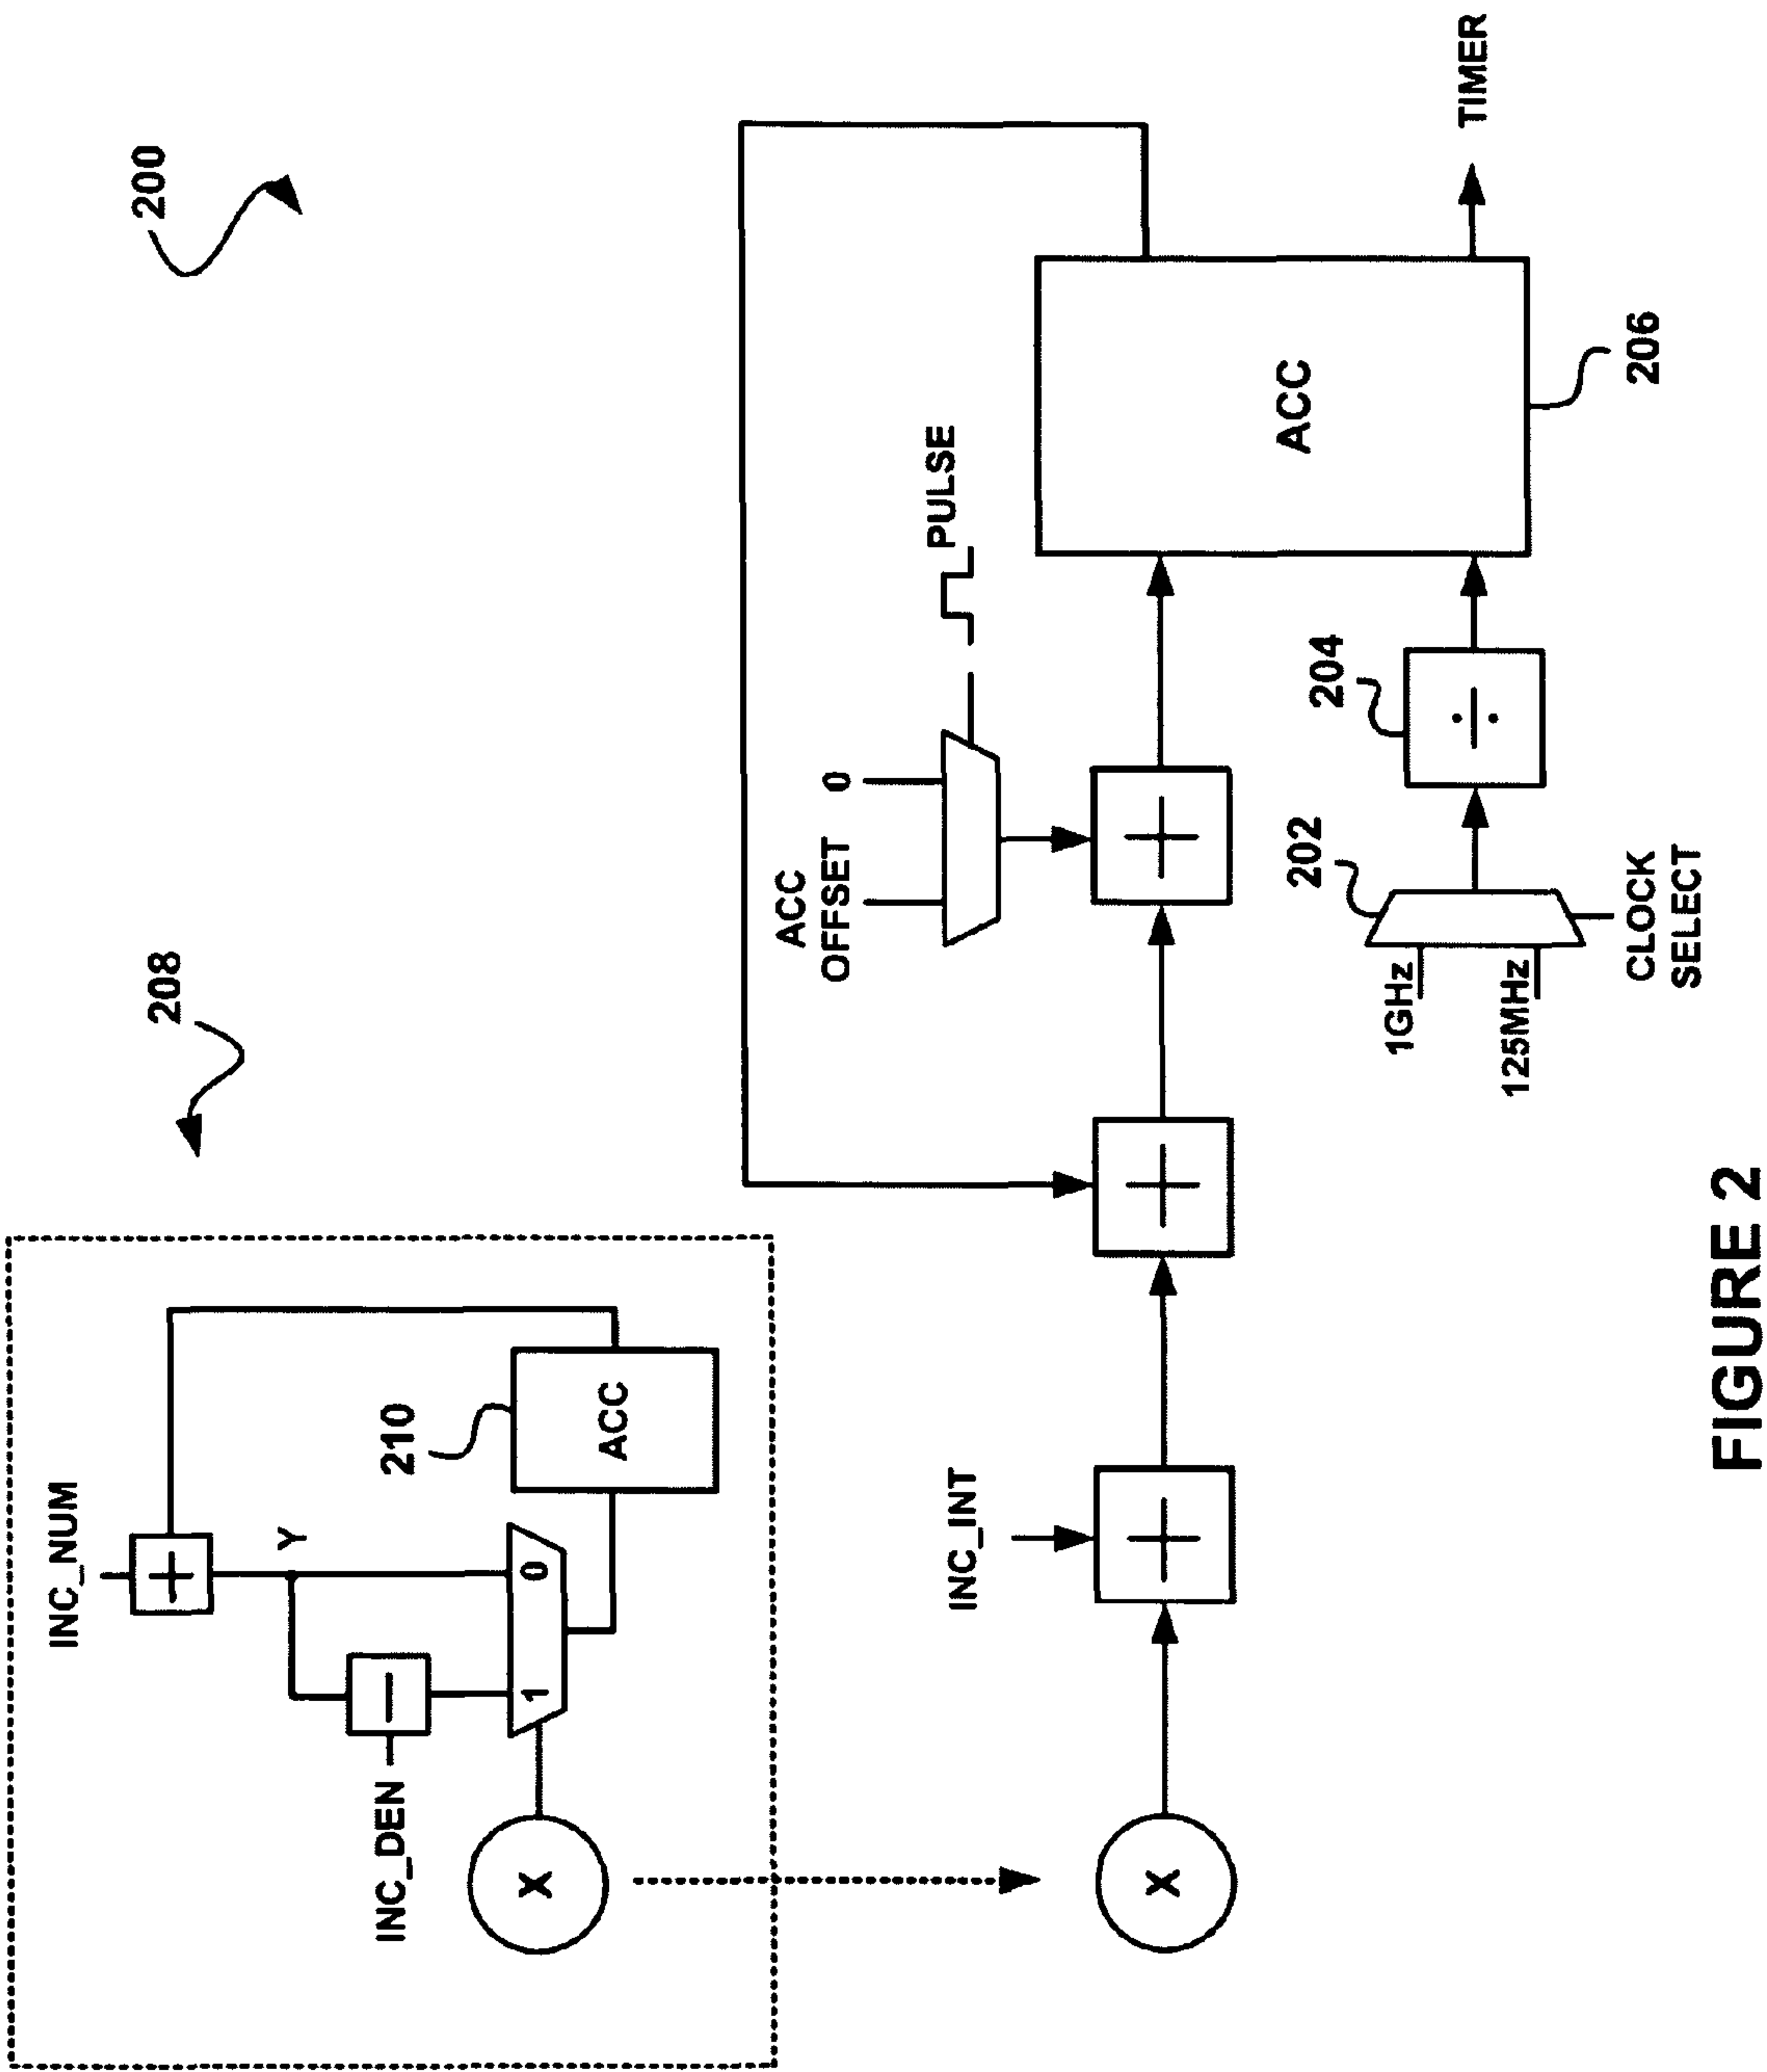 200
208
INC_NUM
Y
INC_DEN
1
0
210
ACC
X
INC_INT
ACC
OFFSET
0
PULSE
X
ACC
206
TIMER
202
204
1GHz
125MHz
CLOCK
SELECT
FIGURE 2